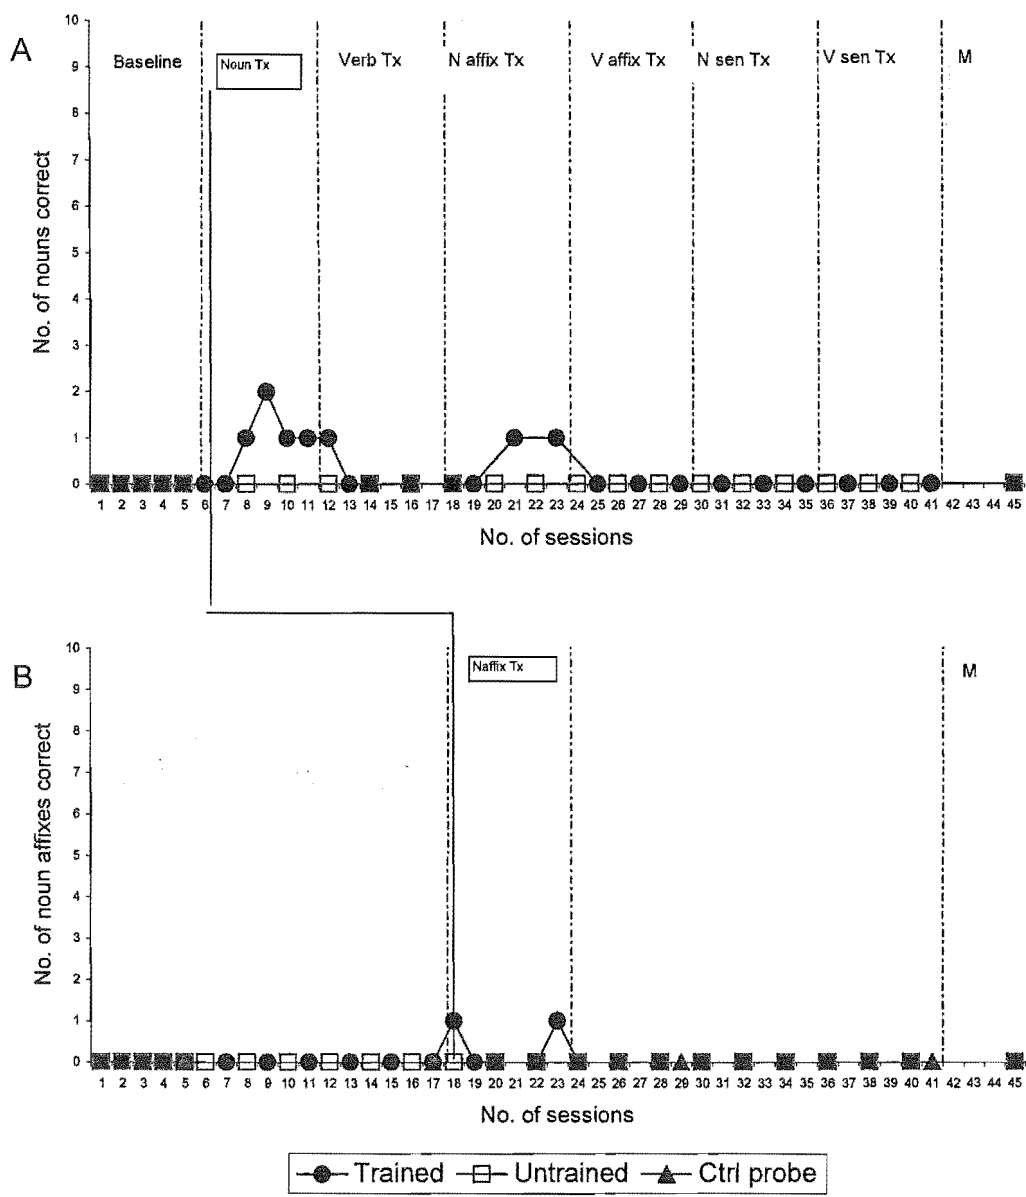 A
Baseline Noun Tx Verb Tx N affix Tx V affix Tx N sen Tx V sen Tx M
No. of nouns correct
10
9
8
7
6
5
4
3
2
1
0
1 2 3 4 5 6 7 8 9 10 11 12 13 14 15 16 17 18 19 20 21 22 23 24 25 26 27 28 29 30 31 32 33 34 35 36 37 38 39 40 41 42 43 44 45
No. of sessions
B
Naffix Tx M
No. of noun affixes correct
10
9
8
7
6
5
4
3
2
1
0
1 2 3 4 5 6 7 8 9 10 11 12 13 14 15 16 17 18 19 20 21 22 23 24 25 26 27 28 29 30 31 32 33 34 35 36 37 38 39 40 41 42 43 44 45
No. of sessions
Trained Untrained Ctrl probe